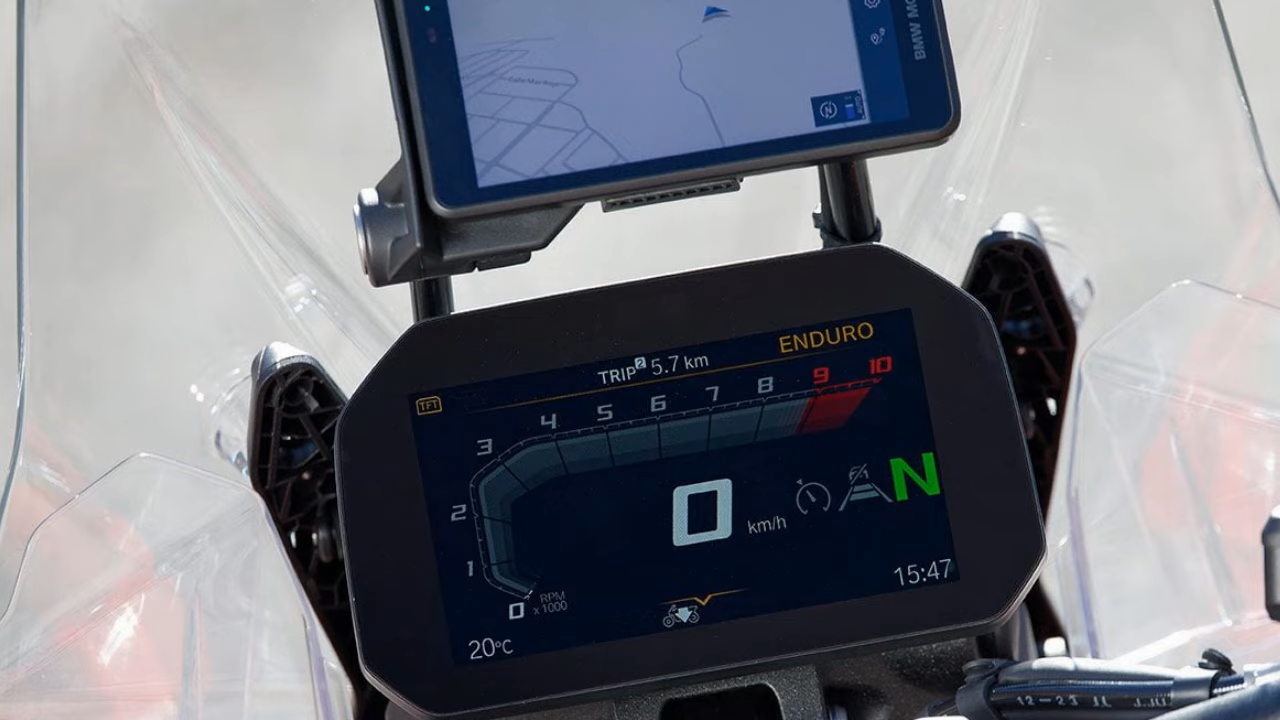 BMW MO
ENDURO
TRIP 2 5.7 km
TFT
1 2 3 4 5 6 7 8 9 10
0 km/h
N
0 RPM
x 1000
15:47
20°C